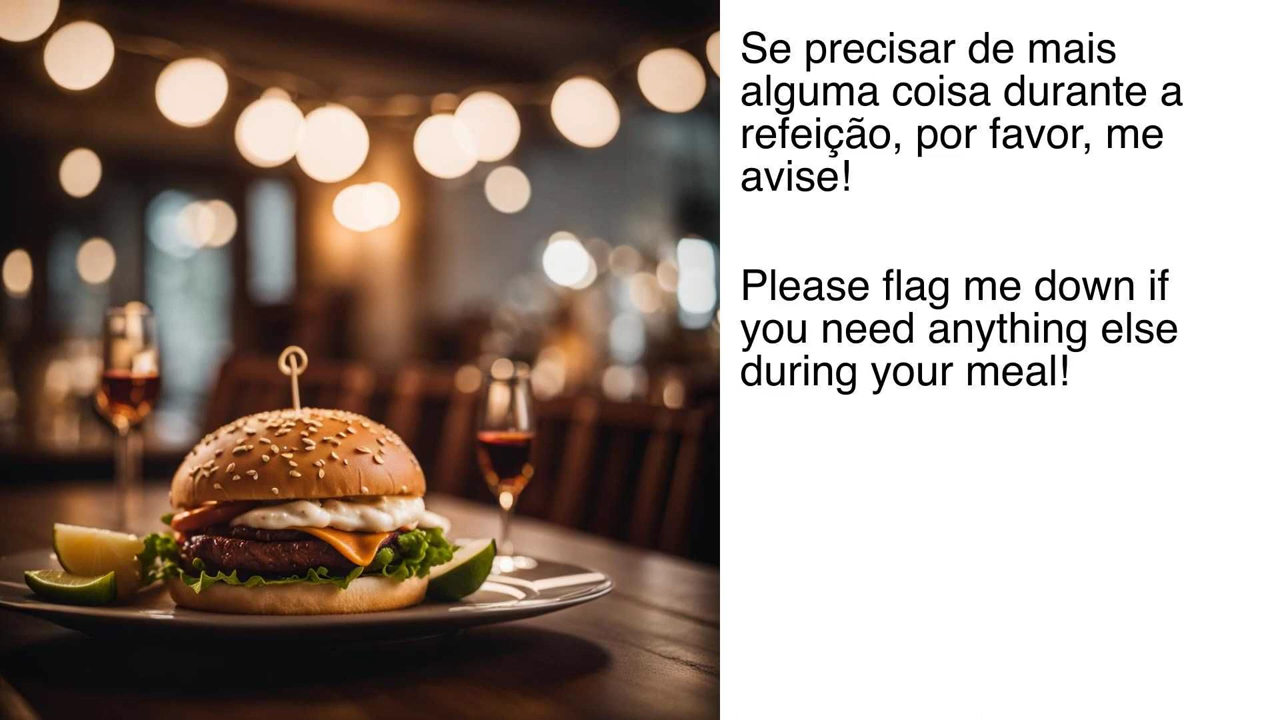 Se precisar de mais
alguma coisa durante a
refeição, por favor, me
avise!
Please flag me down if
you need anything else
during your meal!